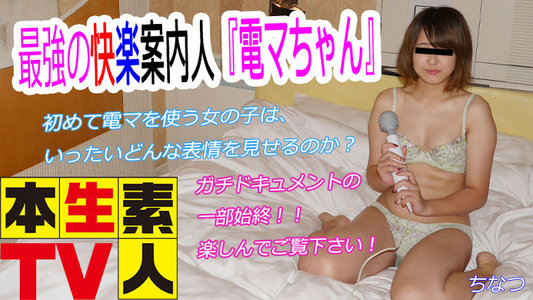 最強の快楽案内人『電マちゃん』
初めて電マを使う女の子は、
いったいどんな表情を見せるのか？
ガチドキュメントの
一部始終！！
楽しんでご覧下さい！
本生素人TV
ちなつ